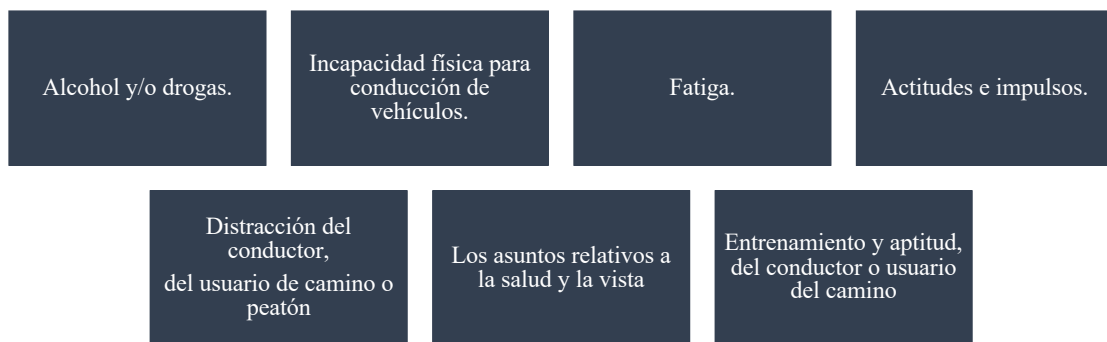 Alcohol y/o drogas.
Incapacidad física para
conducción de
vehículos.
Fatiga.
Actitudes e impulsos.
Distracción del
conductor,
del usuario de camino o
peatón
Los asuntos relativos a
la salud y la vista
Entrenamiento y aptitud,
del conductor o usuario
del camino